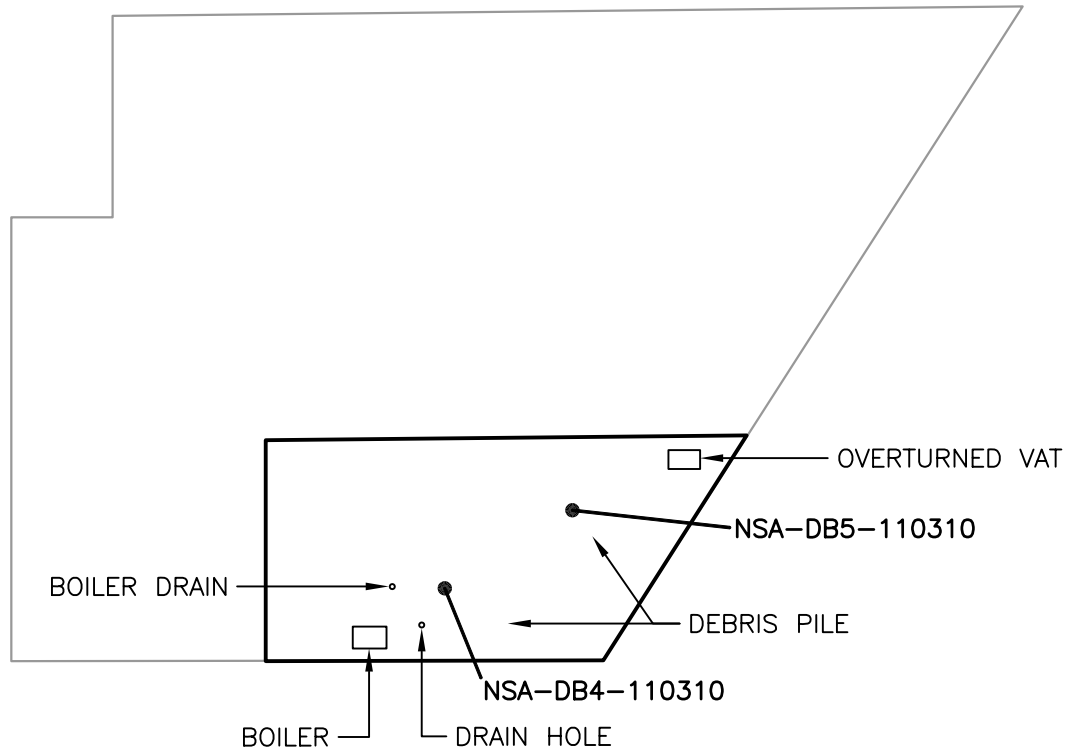 OVERTURNED VAT
NSA-DB5-110310
BOILER DRAIN
DEBRIS PILE
NSA-DB4-110310
BOILER
DRAIN HOLE